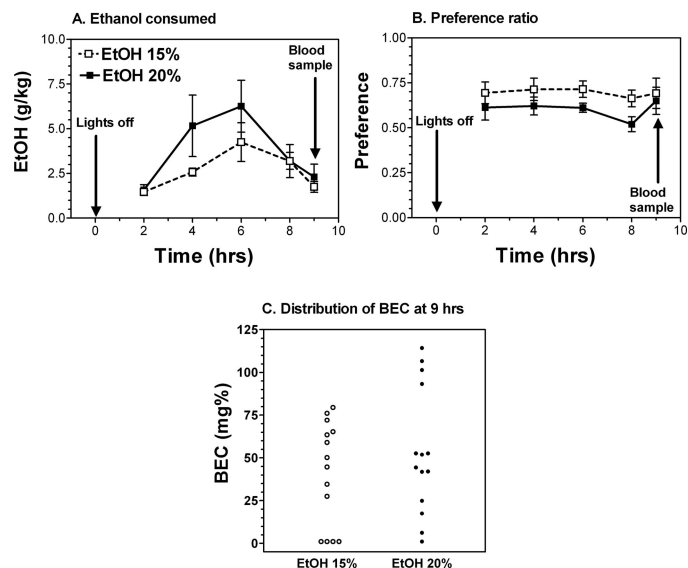 A. Ethanol consumed
B. Preference ratio
EtOH (g/kg)
10.0
7.5
5.0
2.5
0.0
EtOH 15%
EtOH 20%
Lights off
Blood
sample
0 2 4 6 8 10
Time (hrs)
Preference
1.00
0.75
0.50
0.25
0.00
Lights off
Blood
sample
0 2 4 6 8 10
Time (hrs)
C. Distribution of BEC at 9 hrs
BEC (mg%)
125
100
75
50
25
0
EtOH 15% EtOH 20%